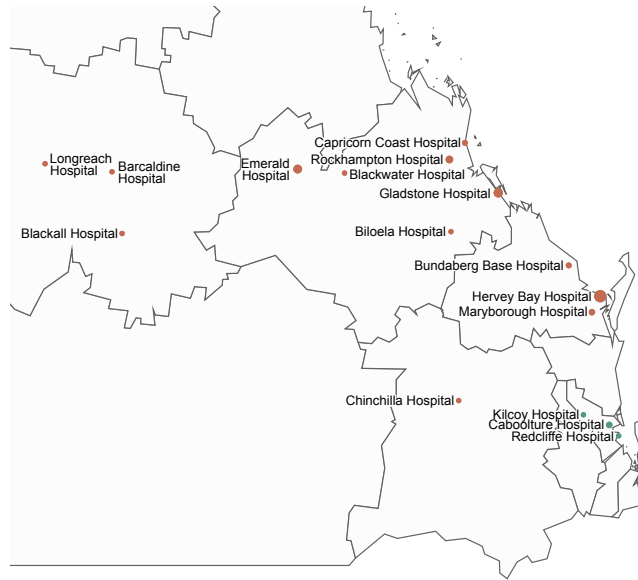 Capricorn Coast Hospital
Longreach
Hospital
Barcaldine
Hospital
Emerald
Hospital
Rockhampton Hospital
Blackwater Hospital
Gladstone Hospital
Blackall Hospital
Biloela Hospital
Bundaberg Base Hospital
Hervey Bay Hospital
Maryborough Hospital
Chinchilla Hospital
Kilcoy Hospital
Caboolture Hospital
Redcliffe Hospital